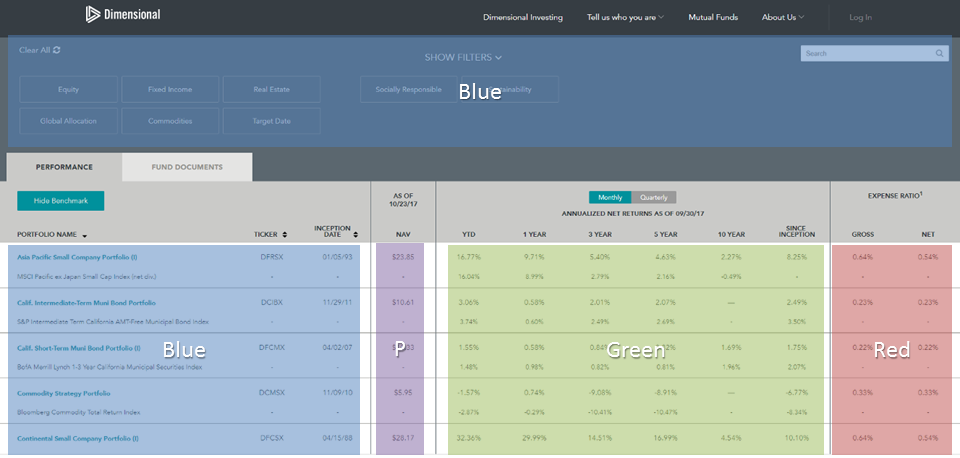 Dimensional
Dimensional Investing Tell us who you are Mutual Funds About Us Log In
Clear All
SHOW FILTERS
Search
Equity Fixed Income Real Estate Socially Responsible
Blue
Global Allocation Commodities Target Date
PERFORMANCE FUND DOCUMENTS
Hide Benchmark
AS OF
10/23/17
Monthly Quarterly
EXPENSE RATIO¹
ANNUALIZED NET RETURNS AS OF 09/30/17
PORTFOLIO NAME TICKER INCEPTION DATE NAV YTD 1 YEAR 3 YEAR 5 YEAR 10 YEAR SINCE INCEPTION GROSS NET
Asia Pacific Small Company Portfolio (I) DFRSX 01/05/93 $23.85 16.77% 9.71% 5.40% 4.63% 2.27% 8.25% 0.64% 0.54%
MSCI Pacific ex Japan Small Cap Index (net div.) - - - 16.04% 8.99% 2.79% 2.16% -0.49% - - -
Calif. Intermediate-Term Muni Bond Portfolio DCIBX 11/29/11 $10.61 3.06% 0.58% 2.01% 2.07% — 2.49% 0.23% 0.23%
S&P Intermediate Term California AMT-Free Municipal Bond Index - - - 3.74% 0.60% 2.49% 2.69% 3.50% - -
Calif. Short-Term Muni Bond Portfolio (I) DFCMX 04/02/07 1.55% 0.58% 1.69% 1.75% 0.22% 0.22%
Blue P Green Red
BofA Merrill Lynch 1-3 Year California Municipal Securities Index - - - 1.48% 0.98% 0.82% 0.81% 1.96% 2.07% - -
Commodity Strategy Portfolio DCMSX 11/09/10 $5.95 -1.57% 0.74% -9.08% -8.91% — -6.77% 0.33% 0.33%
Bloomberg Commodity Total Return Index - - - -2.87% -0.29% -10.41% -10.47% -8.34% - -
Continental Small Company Portfolio (I) DFCSX 04/15/88 $28.17 32.36% 29.99% 14.51% 16.99% 4.54% 10.10% 0.64% 0.54%